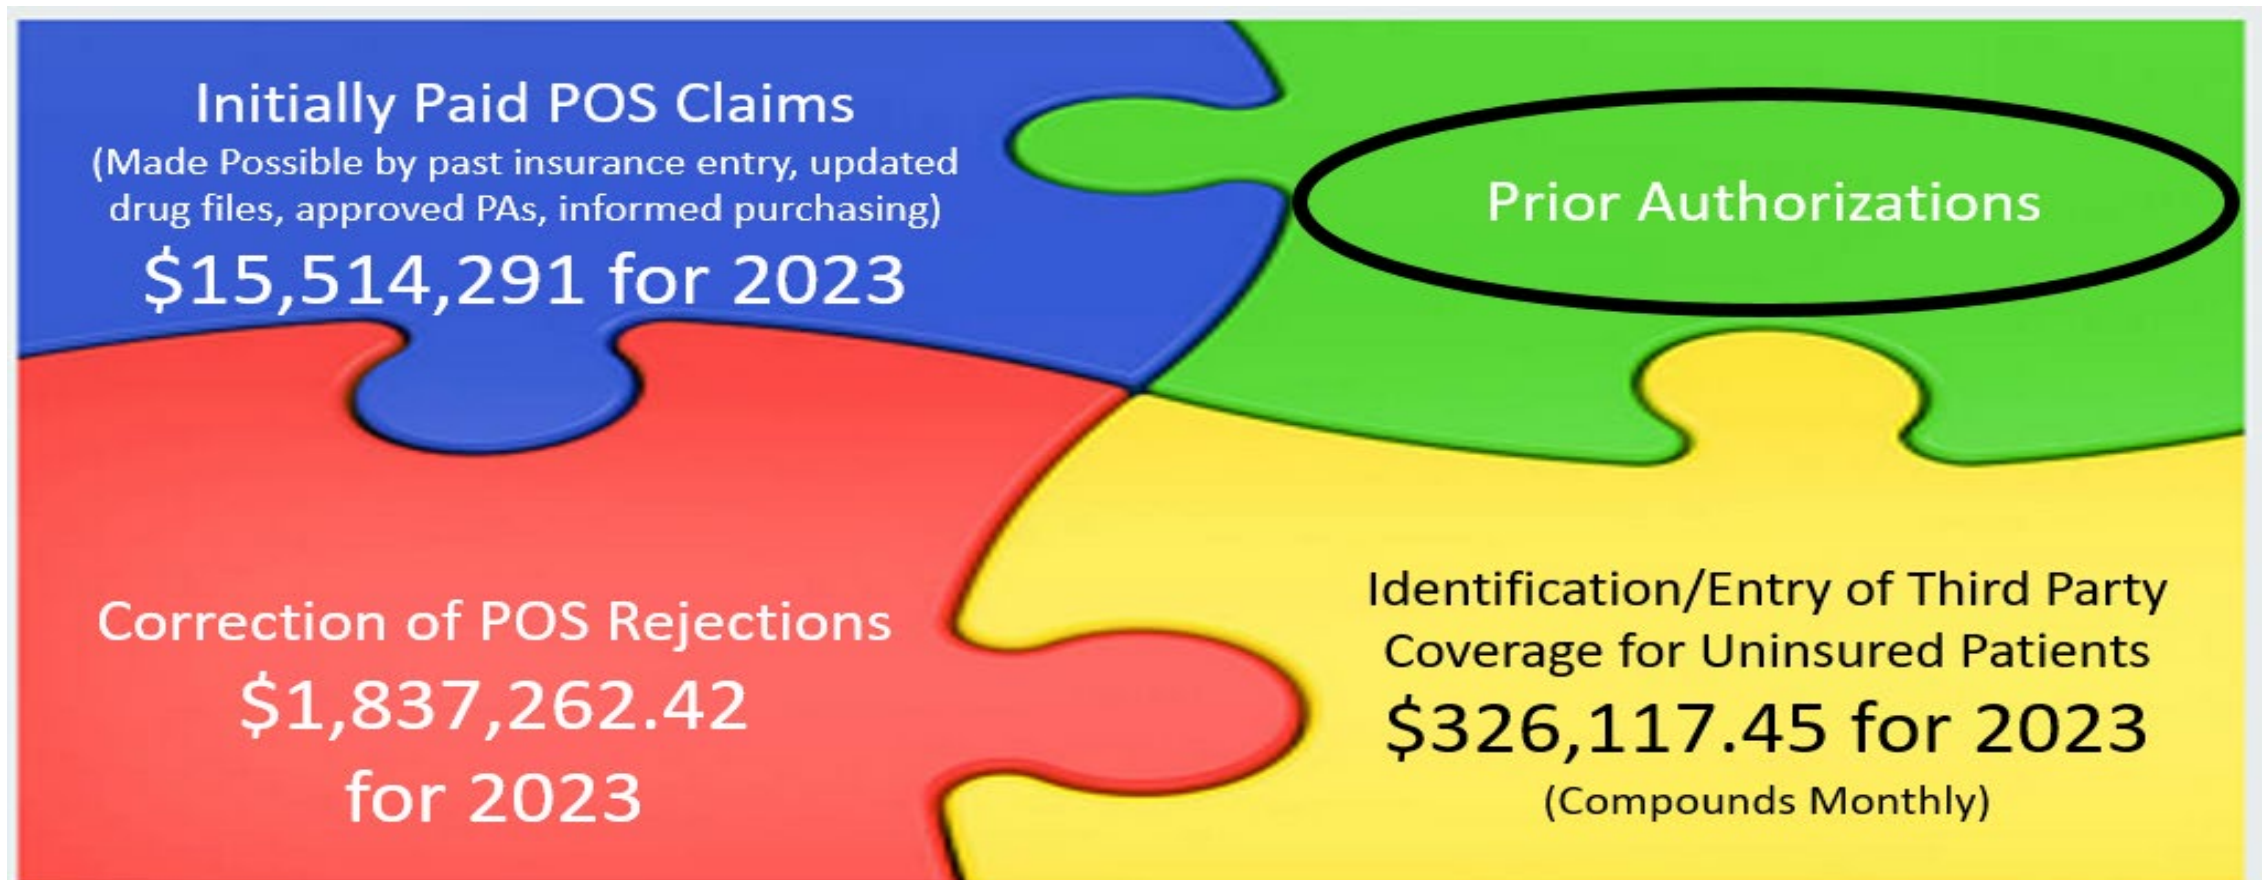 Initially Paid POS Claims
(Made Possible by past insurance entry, updated
drug files, approved PAs, informed purchasing)
$15,514,291 for 2023
Prior Authorizations
Correction of POS Rejections
$1,837,262.42
for 2023
Identification/Entry of Third Party
Coverage for Uninsured Patients
$326,117.45 for 2023
(Compounds Monthly)